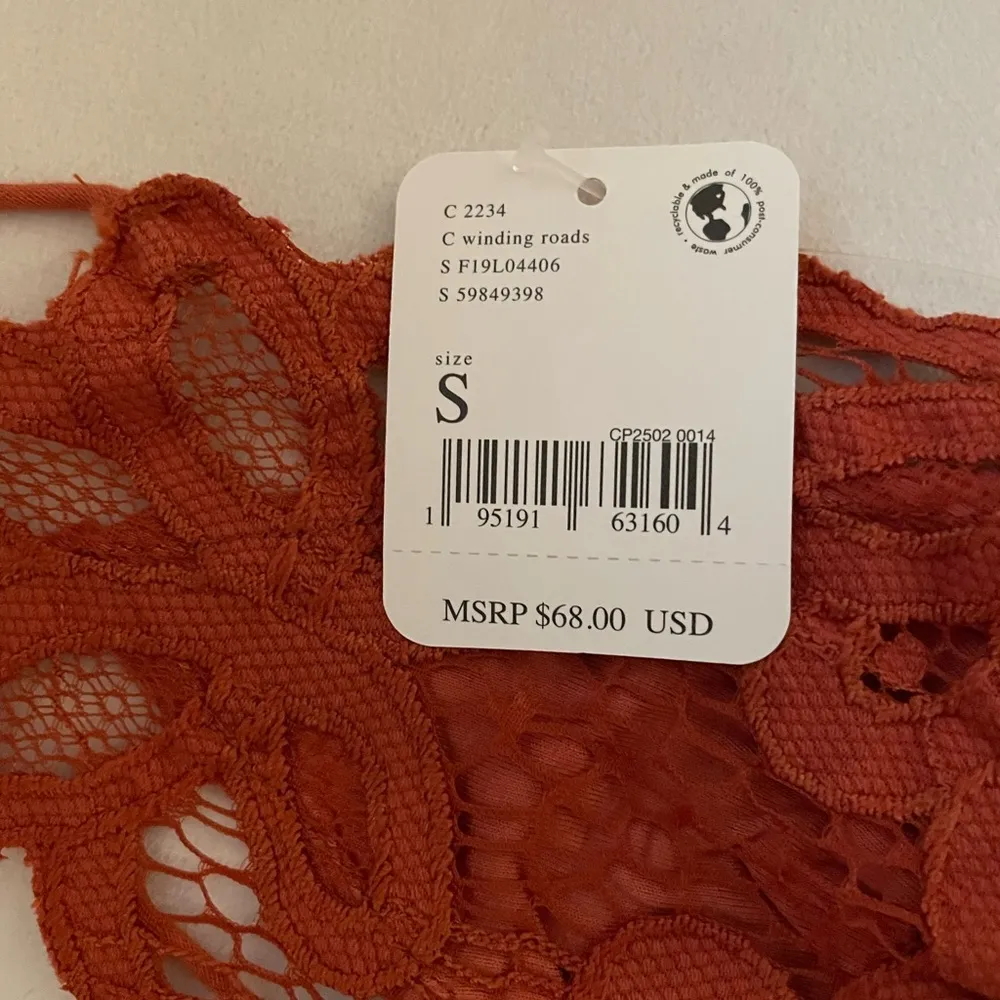 C 2234
C winding roads
S F19L04406
S 59849398
recyclable & made of 100% post-consumer waste •
size
S
CP2502 0014
1 95191 63160 4
MSRP $68.00 USD